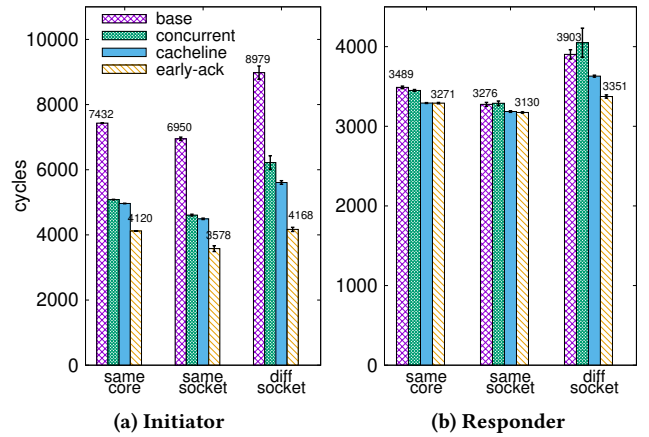 base
concurrent
cacheline
early-ack
cycles
10000
8000
6000
4000
2000
0
7432
4120
6950
3578
8979
4168
same core
same socket
diff socket
(a) Initiator
4000
3000
2000
1000
0
3489
3271
3276
3130
3903
3351
same core
same socket
diff socket
(b) Responder